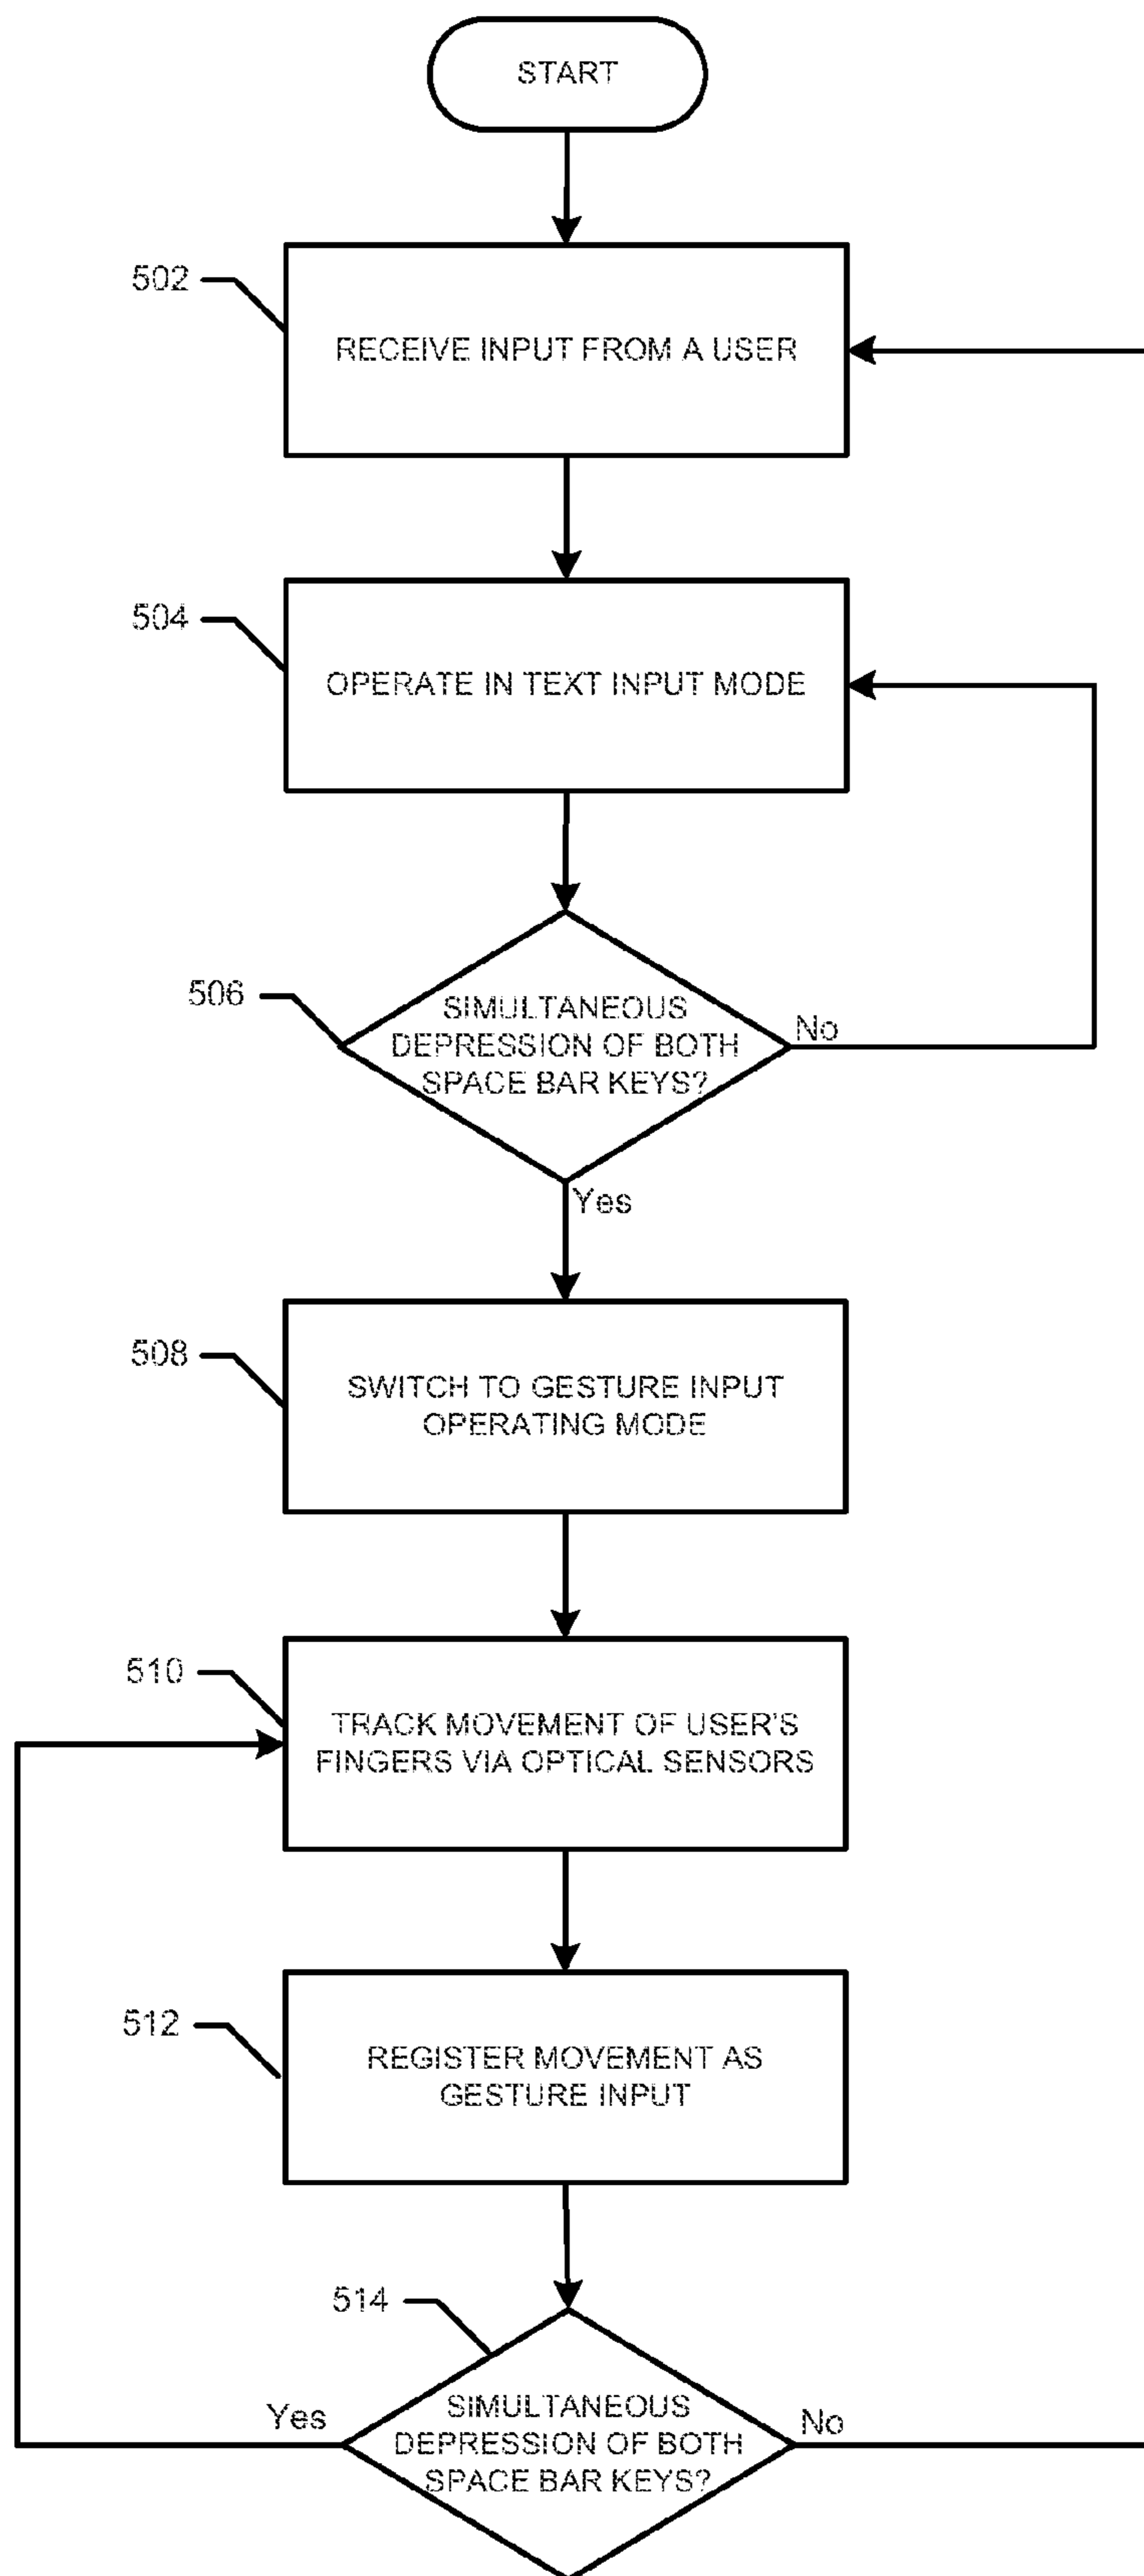 START
502
RECEIVE INPUT FROM A USER
504
OPERATE IN TEXT INPUT MODE
506
SIMULTANEOUS
DEPRESSION OF BOTH
SPACE BAR KEYS?
No
Yes
508
SWITCH TO GESTURE INPUT
OPERATING MODE
510
TRACK MOVEMENT OF USER'S
FINGERS VIA OPTICAL SENSORS
512
REGISTER MOVEMENT AS
GESTURE INPUT
514
SIMULTANEOUS
DEPRESSION OF BOTH
SPACE BAR KEYS?
Yes
No